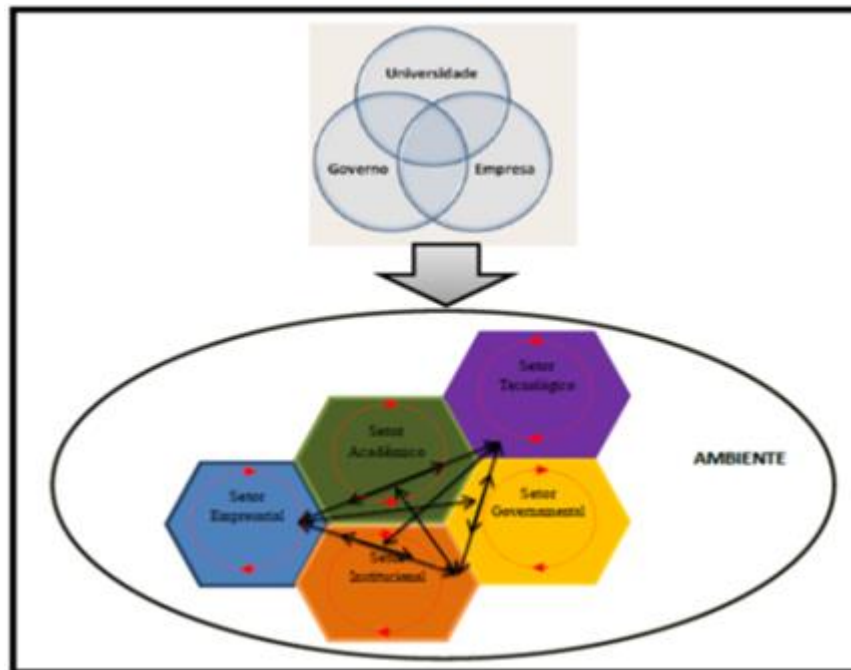 Universidade
Governo
Empresa
Setor
Tecnológico
Setor
Acadêmico
AMBIENTE
Setor
Empresarial
Setor
Governamental
Setor
Institucional